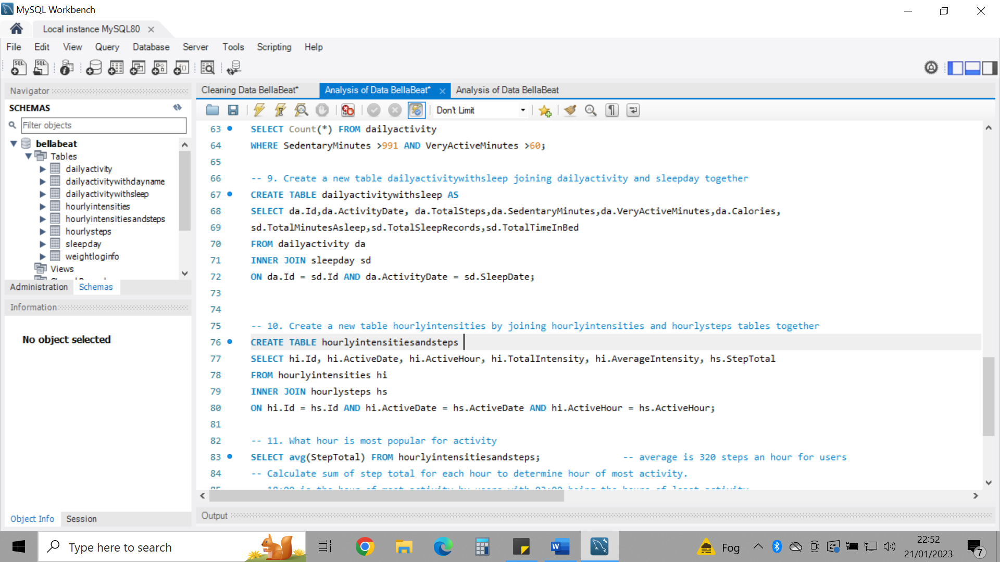 MySQL Workbench
Local instance MySQL80
File Edit View Query Database Server Tools Scripting Help
Navigator
SCHEMAS
Filter objects
bellabeat
Tables
dailyactivity
dailyactivitywithdayname
dailyactivitywithsleep
hourlyintensities
hourlyintensitiesandsteps
hourlysteps
sleepday
weightloginfo
Views
Administration Schemas
Information
No object selected
Object Info Session
Cleaning Data BellaBeat* Analysis of Data BellaBeat* Analysis of Data BellaBeat
Don't Limit
63 SELECT Count(*) FROM dailyactivity
64 WHERE SedentaryMinutes >991 AND VeryActiveMinutes >60;
65
66 -- 9. Create a new table dailyactivitywithsleep joining dailyactivity and sleepday together
67 CREATE TABLE dailyactivitywithsleep AS
68 SELECT da.Id,da.ActivityDate, da.TotalSteps,da.SedentaryMinutes,da.VeryActiveMinutes,da.Calories,
69 sd.TotalMinutesAsleep,sd.TotalSleepRecords,sd.TotalTimeInBed
70 FROM dailyactivity da
71 INNER JOIN sleepday sd
72 ON da.Id = sd.Id AND da.ActivityDate = sd.SleepDate;
73
74
75 -- 10. Create a new table hourlyintensities by joining hourlyintensities and hourlysteps tables together
76 CREATE TABLE hourlyintensitiesandsteps
77 SELECT hi.Id, hi.ActiveDate, hi.ActiveHour, hi.TotalIntensity, hi.AverageIntensity, hs.StepTotal
78 FROM hourlyintensities hi
79 INNER JOIN hourlysteps hs
80 ON hi.Id = hs.Id AND hi.ActiveDate = hs.ActiveDate AND hi.ActiveHour = hs.ActiveHour;
81
82 -- 11. What hour is most popular for activity
83 SELECT avg(StepTotal) FROM hourlyintensitiesandsteps; -- average is 320 steps an hour for users
84 -- Calculate sum of step total for each hour to determine hour of most activity.
Output
Type here to search
Fog
22:52
21/01/2023
7